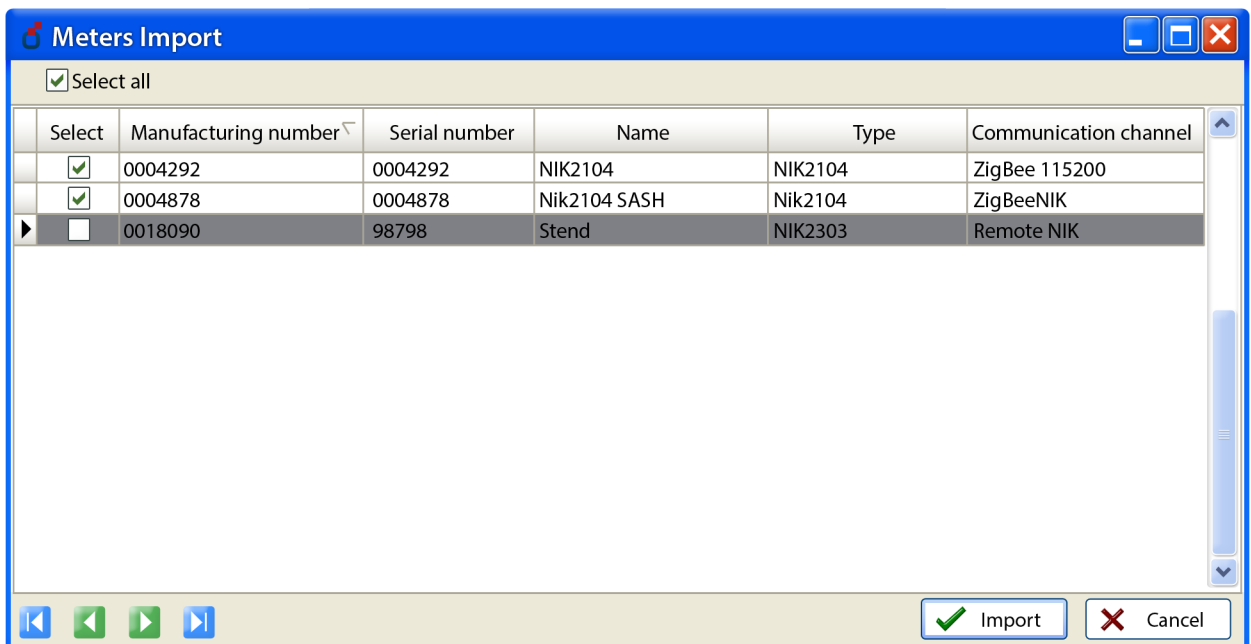 Meters Import
Select all
Select Manufacturing number Serial number Name Type Communication channel
0004292 0004292 NIK2104 NIK2104 ZigBee 115200
0004878 0004878 Nik2104 SASH Nik2104 ZigBeeNIK
0018090 98798 Stend NIK2303 Remote NIK
Import Cancel